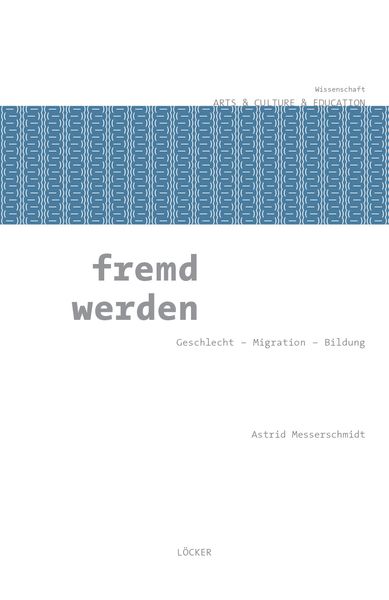 Wissenschaft
ARTS & CULTURE & EDUCATION
fremd
werden
Geschlecht – Migration – Bildung
Astrid Messerschmidt
LÖCKER